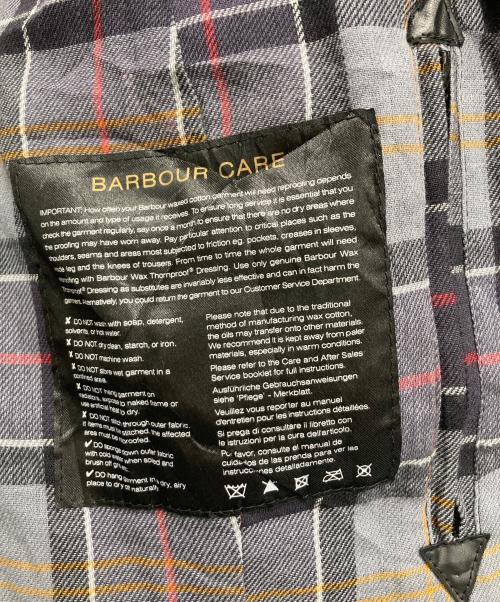 BARBOUR CARE
IMPORTANT: How often your Barbour waxed cotton garment will need reproofing depends
on the amount and type of usage it receives. To ensure long service it is essential that you
check the garment regularly, say once a month to ensure that there are no dry areas where
the proofing may have worn away. Pay particular attention to critical places such as the
shoulders, seams and areas most subjected to friction eg. pockets, creases in sleeves,
leg and the knees of trousers. From time to time the whole garment will need
with Barbour Wax Thornproof® Dressing. Use only genuine Barbour Wax
Thornproof® Dressing as substitutes are invariably less effective and can in fact harm the
garment. Alternatively, you could return the garment to our Customer Service Department.
✗ DO NOT wash with soap, detergent,
solvents, or hot water.
✗ DO NOT dry clean, starch, or iron.
✗ DO NOT machine wash.
✗ DO NOT store wet garment in a
confined area.
✗ DO NOT hang garment on
radiators, expose to naked flame or
use artificial heat to dry.
✗ DO NOT stitch through outer fabric.
If items must be stitched, the affected
area must be reproofed.
✓ DO sponge down outer fabric
with cold water when soiled and
brush off
✓ DO hang garment in a dry, airy
place to dry out naturally
Please note that due to the traditional
method of manufacturing wax cotton,
the oils may transfer onto other materials.
We recommend it is kept away from paler
materials, especially in warm conditions.
Please refer to the Care and After Sales
Service booklet for full instructions.
Ausführliche Gebrauchsanweisungen
siehe 'Pflege' - Merkblatt.
Veuillez vous reporter au manuel
d'entretien pour les instructions détaillées.
Si prega di consultare il libretto con
le istruzioni per la cura dell'articolo.
Por favor, consulte el manual de
cuidados de las prenda para ver las
instrucciones detalladamente.